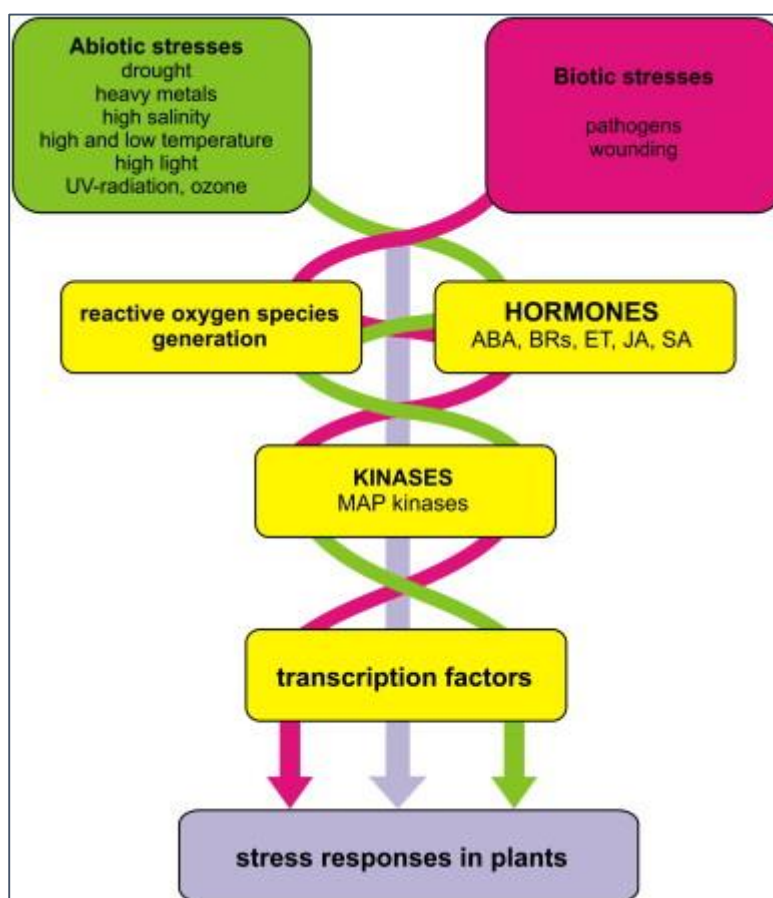 Abiotic stresses
drought
heavy metals
high salinity
high and low temperature
high light
UV-radiation, ozone
Biotic stresses
pathogens
wounding
reactive oxygen species
generation
HORMONES
ABA, BRs, ET, JA, SA
KINASES
MAP kinases
transcription factors
stress responses in plants